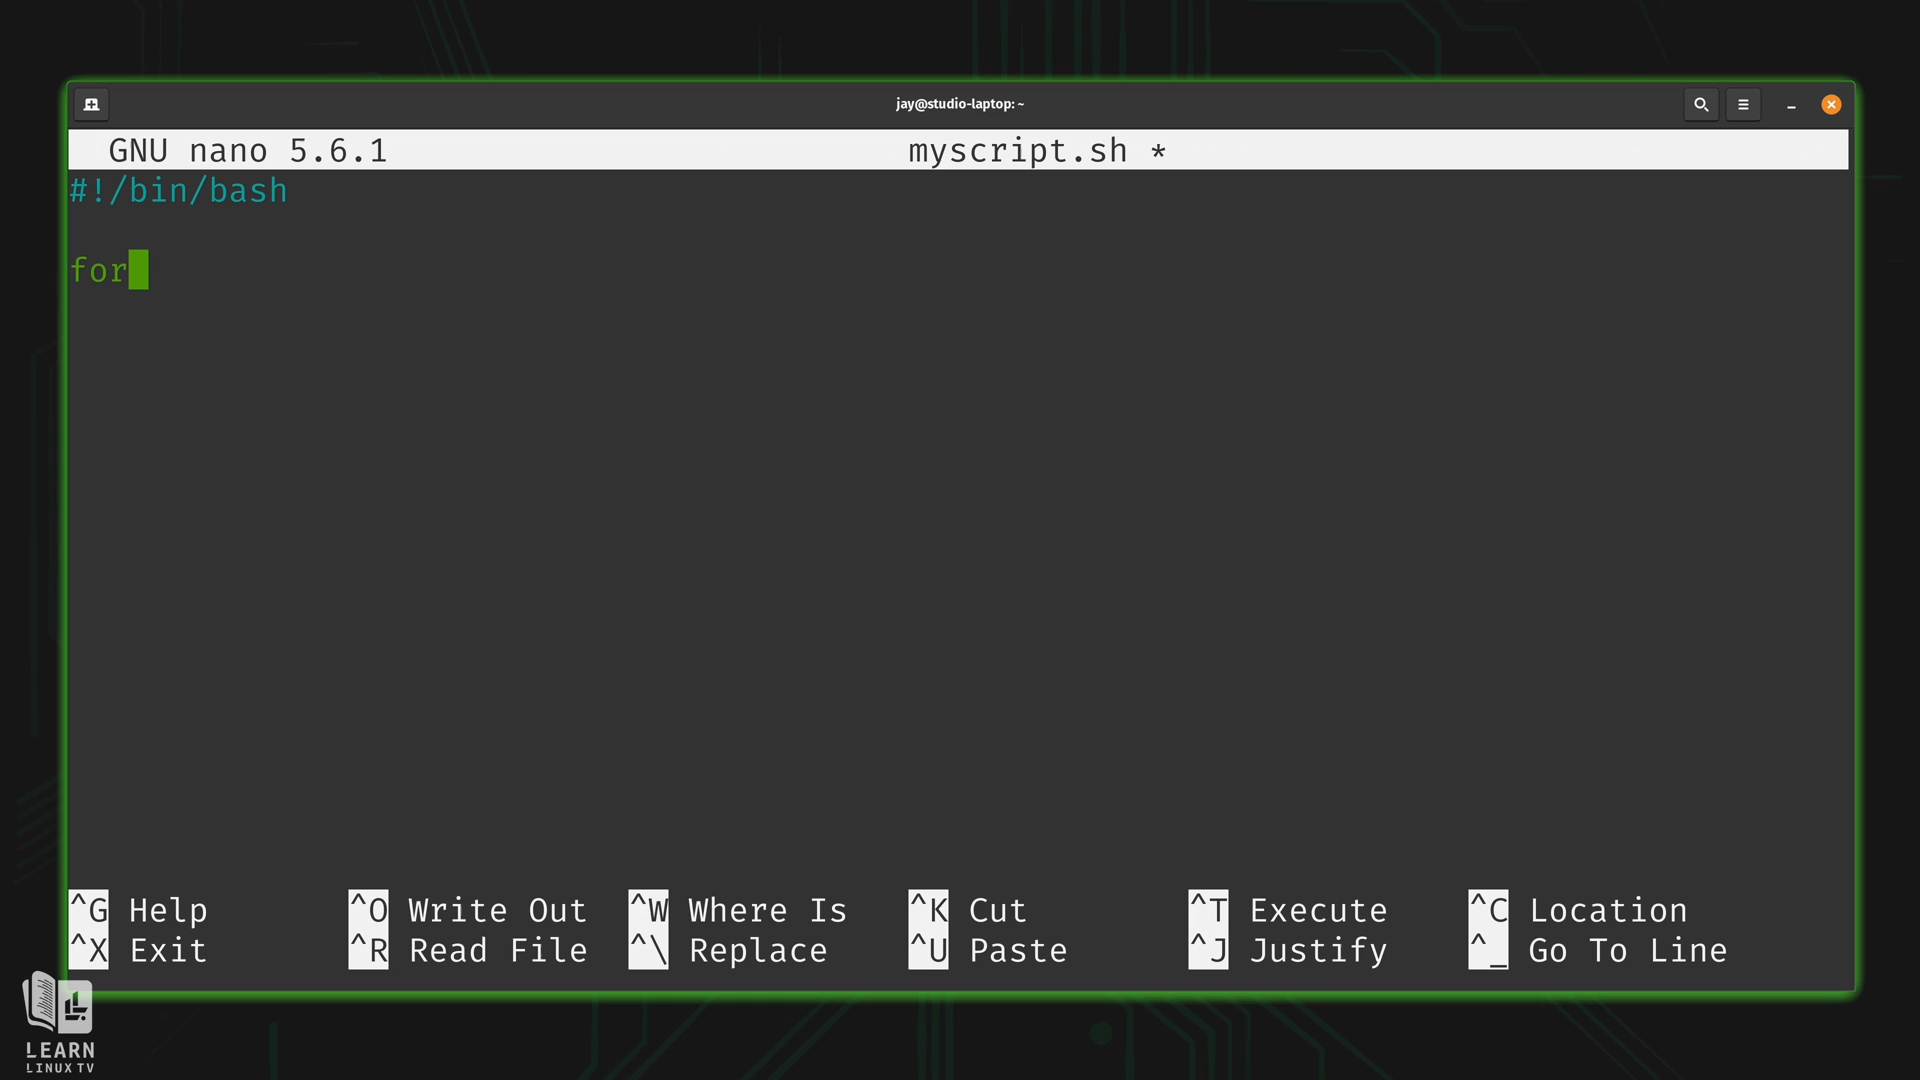 jay@studio-laptop: ~
GNU nano 5.6.1 myscript.sh *
#!/bin/bash
for
^G Help ^O Write Out ^W Where Is ^K Cut ^T Execute ^C Location
^X Exit ^R Read File ^\ Replace ^U Paste ^J Justify ^_ Go To Line
LEARN
LINUX TV